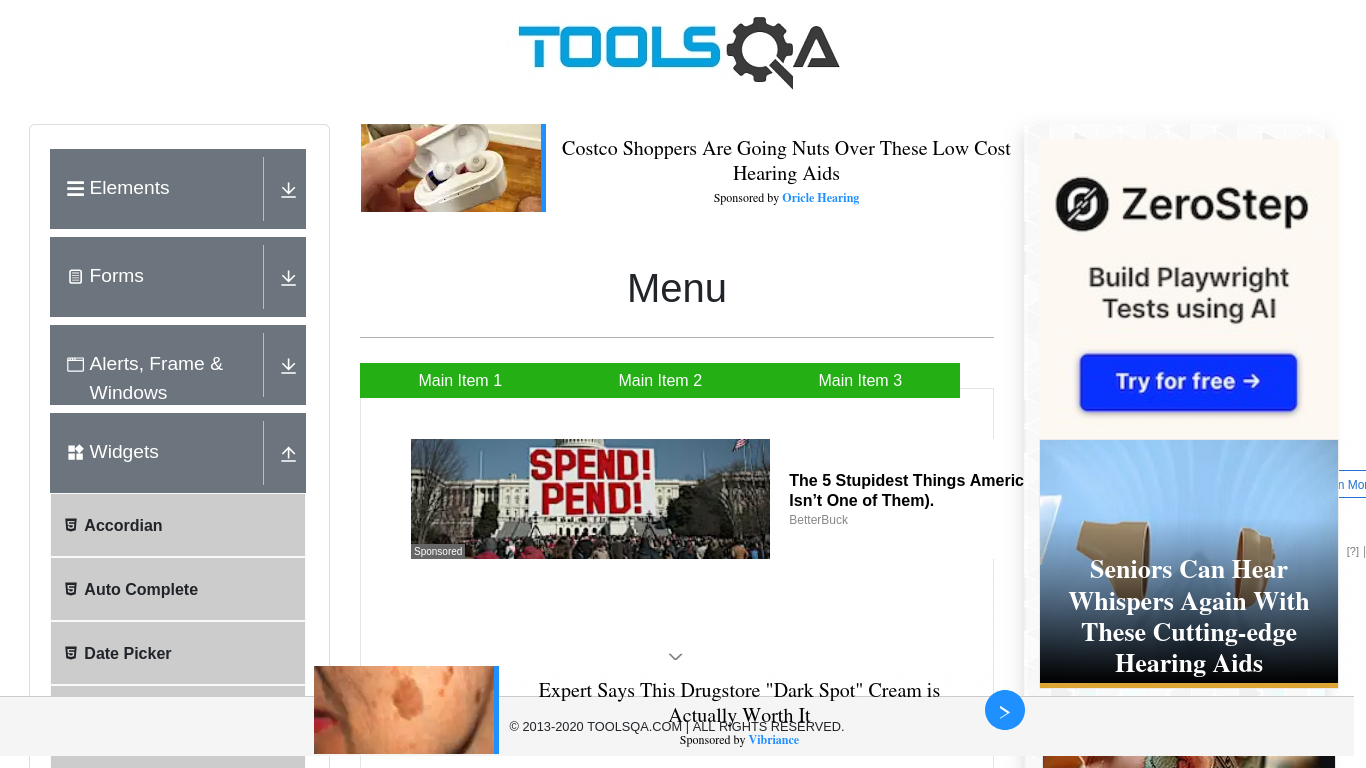 TOOLSQA
Elements
Forms
Alerts, Frame &
Windows
Widgets
Accordian
Auto Complete
Date Picker
Costco Shoppers Are Going Nuts Over These Low Cost
Hearing Aids
Sponsored by Oricle Hearing
Menu
Main Item 1
Main Item 2
Main Item 3
SPEND!
PEND!
Sponsored
The 5 Stupidest Things Americ
Isn’t One of Them).
BetterBuck
ZeroStep
Build Playwright
Tests using AI
Try for free →
n Mor
[?]
Seniors Can Hear
Whispers Again With
These Cutting-edge
Hearing Aids
Expert Says This Drugstore "Dark Spot" Cream is
Actually Worth It
Sponsored by Vibriance
© 2013-2020 TOOLSQA.COM | ALL RIGHTS RESERVED.